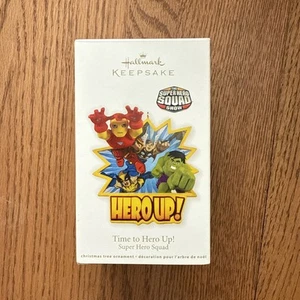 Hallmark
KEEPSAKE
SUPER HERO
SQUAD
SHOW
HERO UP!
Time to Hero Up!
Super Hero Squad
christmas tree ornament / décoration pour l'arbre de noël